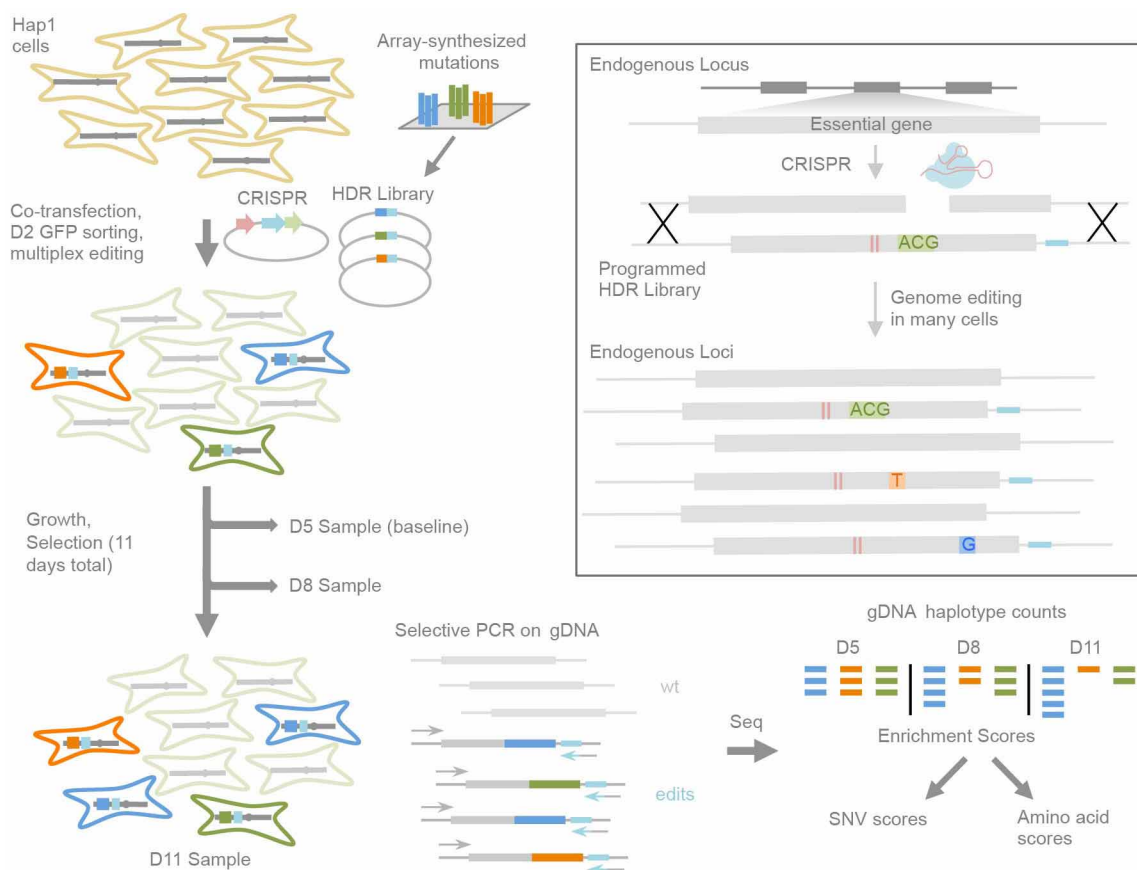 Hap1
cells
Array-synthesized
mutations
CRISPR
HDR Library
Co-transfection,
D2 GFP sorting,
multiplex editing
Growth,
Selection (11
days total)
D5 Sample (baseline)
D8 Sample
D11 Sample
Endogenous Locus
Essential gene
CRISPR
ACG
Programmed
HDR Library
Genome editing
in many cells
Endogenous Loci
ACG
T
G
Selective PCR on gDNA
wt
edits
Seq
gDNA haplotype counts
D5 D8 D11
Enrichment Scores
SNV scores
Amino acid
scores